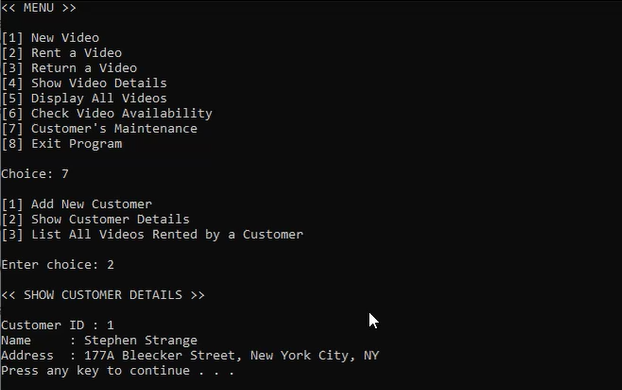 << MENU >>
[1] New Video
[2] Rent a Video
[3] Return a Video
[4] Show Video Details
[5] Display All Videos
[6] Check Video Availability
[7] Customer's Maintenance
[8] Exit Program
Choice: 7
[1] Add New Customer
[2] Show Customer Details
[3] List All Videos Rented by a Customer
Enter choice: 2
<< SHOW CUSTOMER DETAILS >>
Customer ID : 1
Name     : Stephen Strange
Address  : 177A Bleecker Street, New York City, NY
Press any key to continue . . .